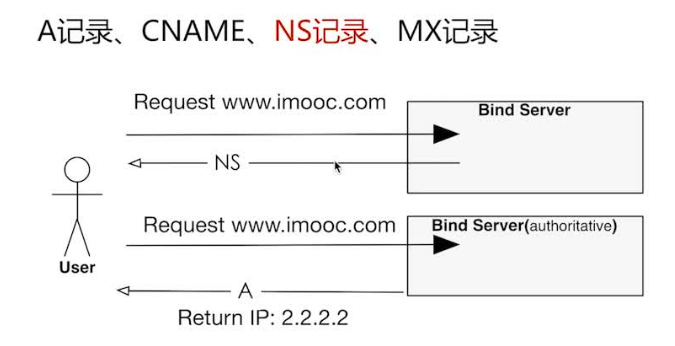 A记录、CNAME、NS记录、MX记录
Request www.imooc.com
Bind Server
NS
Request www.imooc.com
Bind Server(authoritative)
User
A
Return IP: 2.2.2.2